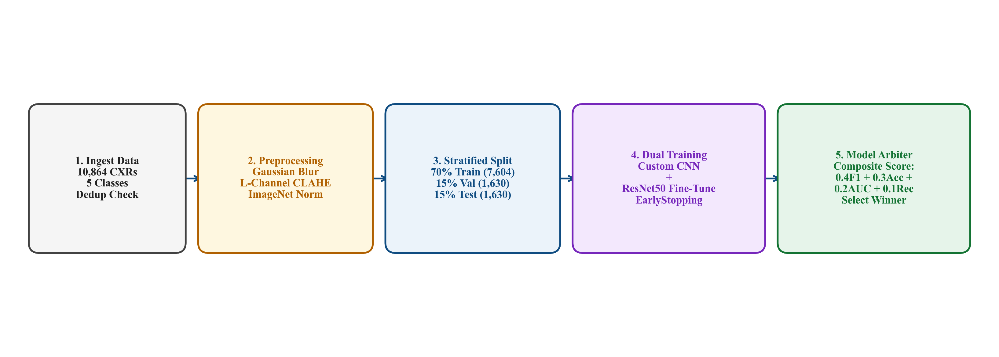 1. Ingest Data
10,864 CXRs
5 Classes
Dedup Check
2. Preprocessing
Gaussian Blur
L-Channel CLAHE
ImageNet Norm
3. Stratified Split
70% Train (7,604)
15% Val (1,630)
15% Test (1,630)
4. Dual Training
Custom CNN
+
ResNet50 Fine-Tune
EarlyStopping
5. Model Arbiter
Composite Score:
0.4F1 + 0.3Acc +
0.2AUC + 0.1Rec
Select Winner